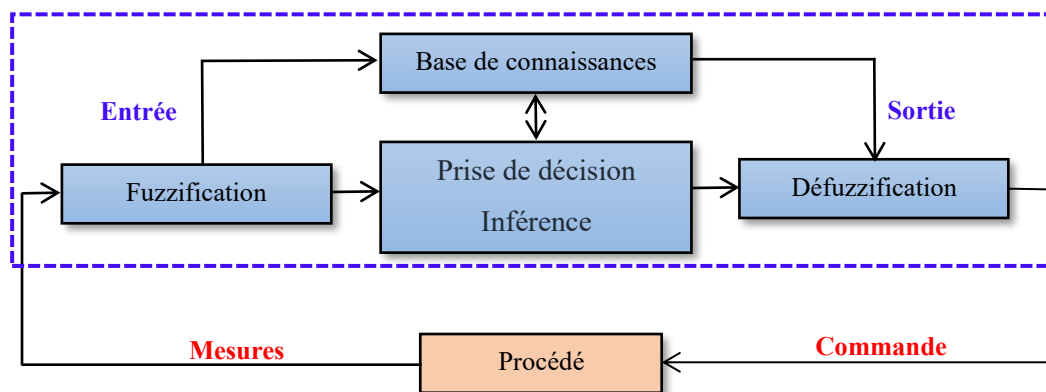 Base de connaissances
Entrée
Sortie
Fuzzification
Prise de décision
Inférence
Défuzzification
Mesures
Procédé
Commande